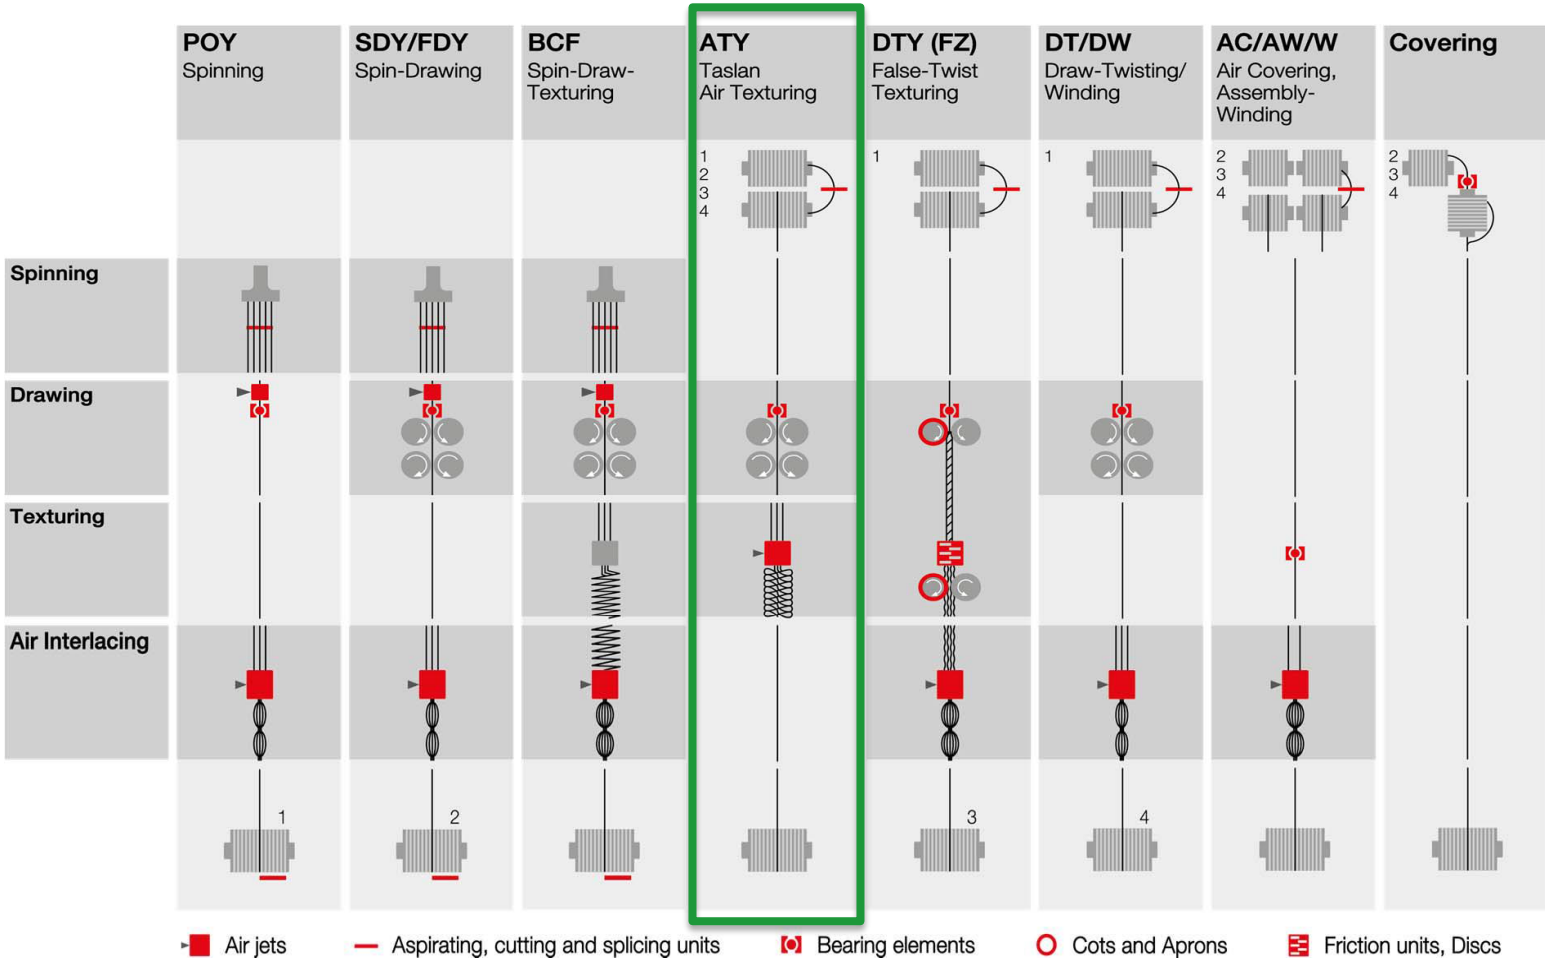 POY
Spinning
SDY/FDY
Spin-Drawing
BCF
Spin-Draw-
Texturing
ATY
Taslan
Air Texturing
DTY (FZ)
False-Twist
Texturing
DT/DW
Draw-Twisting/
Winding
AC/AW/W
Air Covering,
Assembly-
Winding
Covering
1
2
3
4
1
1
2
3
4
2
3
4
Spinning
Drawing
Texturing
Air Interlacing
1
2
3
4
Air jets
Aspirating, cutting and splicing units
Bearing elements
Cots and Aprons
Friction units, Discs